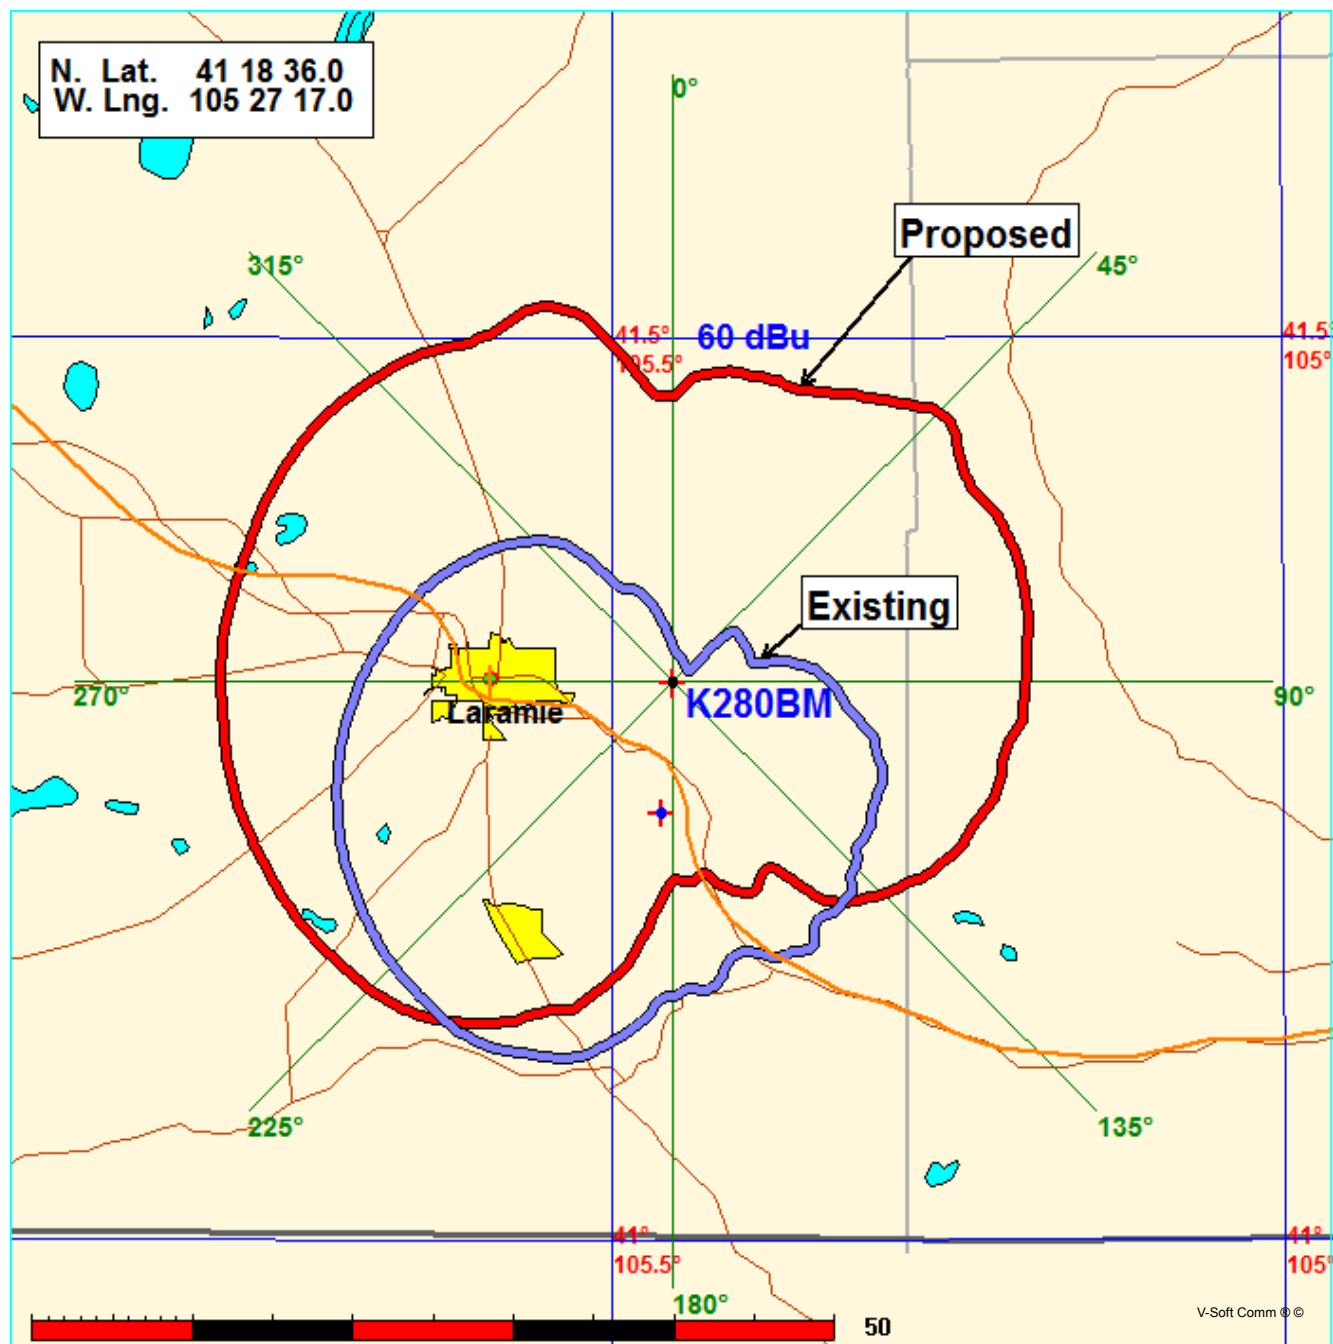 N. Lat. 41 18 36.0
W. Lng. 105 27 17.0
0°
Proposed
315°
45°
60 dBu
41.5°
105.5°
41.5°
105°
Existing
270°
90°
K280BM
Laramie
225°
135°
41°
105.5°
41°
105°
180°
V-Soft Comm ® ©
50